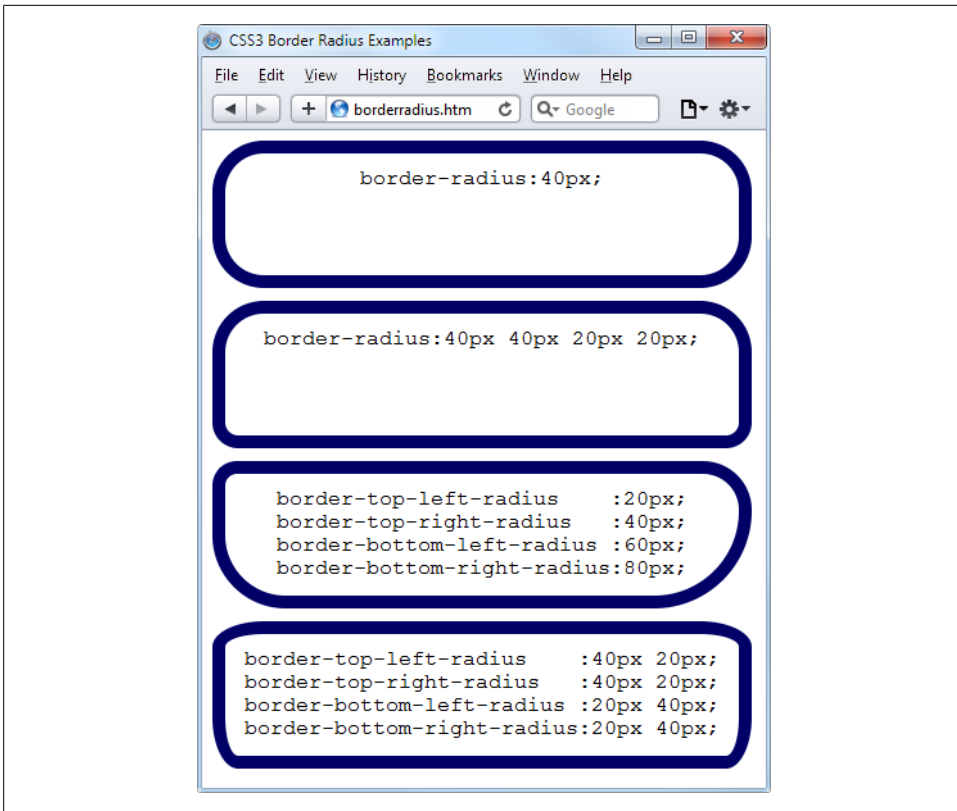 CSS3 Border Radius Examples
File Edit View History Bookmarks Window Help
borderradius.htm Google
border-radius:40px;
border-radius:40px 40px 20px 20px;
border-top-left-radius    :20px;
border-top-right-radius   :40px;
border-bottom-left-radius :60px;
border-bottom-right-radius:80px;
border-top-left-radius    :40px 20px;
border-top-right-radius   :40px 20px;
border-bottom-left-radius :20px 40px;
border-bottom-right-radius:20px 40px;